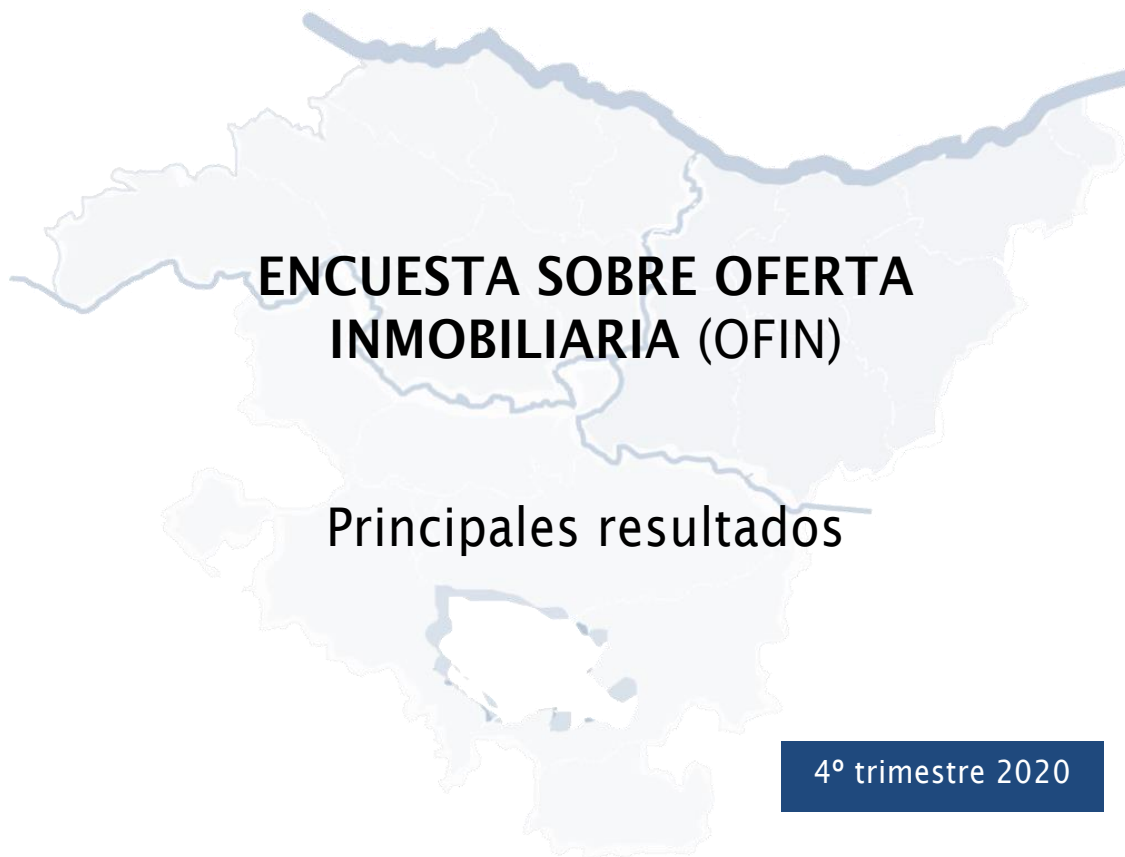 ENCUESTA SOBRE OFERTA
INMOBILIARIA (OFIN)
Principales resultados
4º trimestre 2020